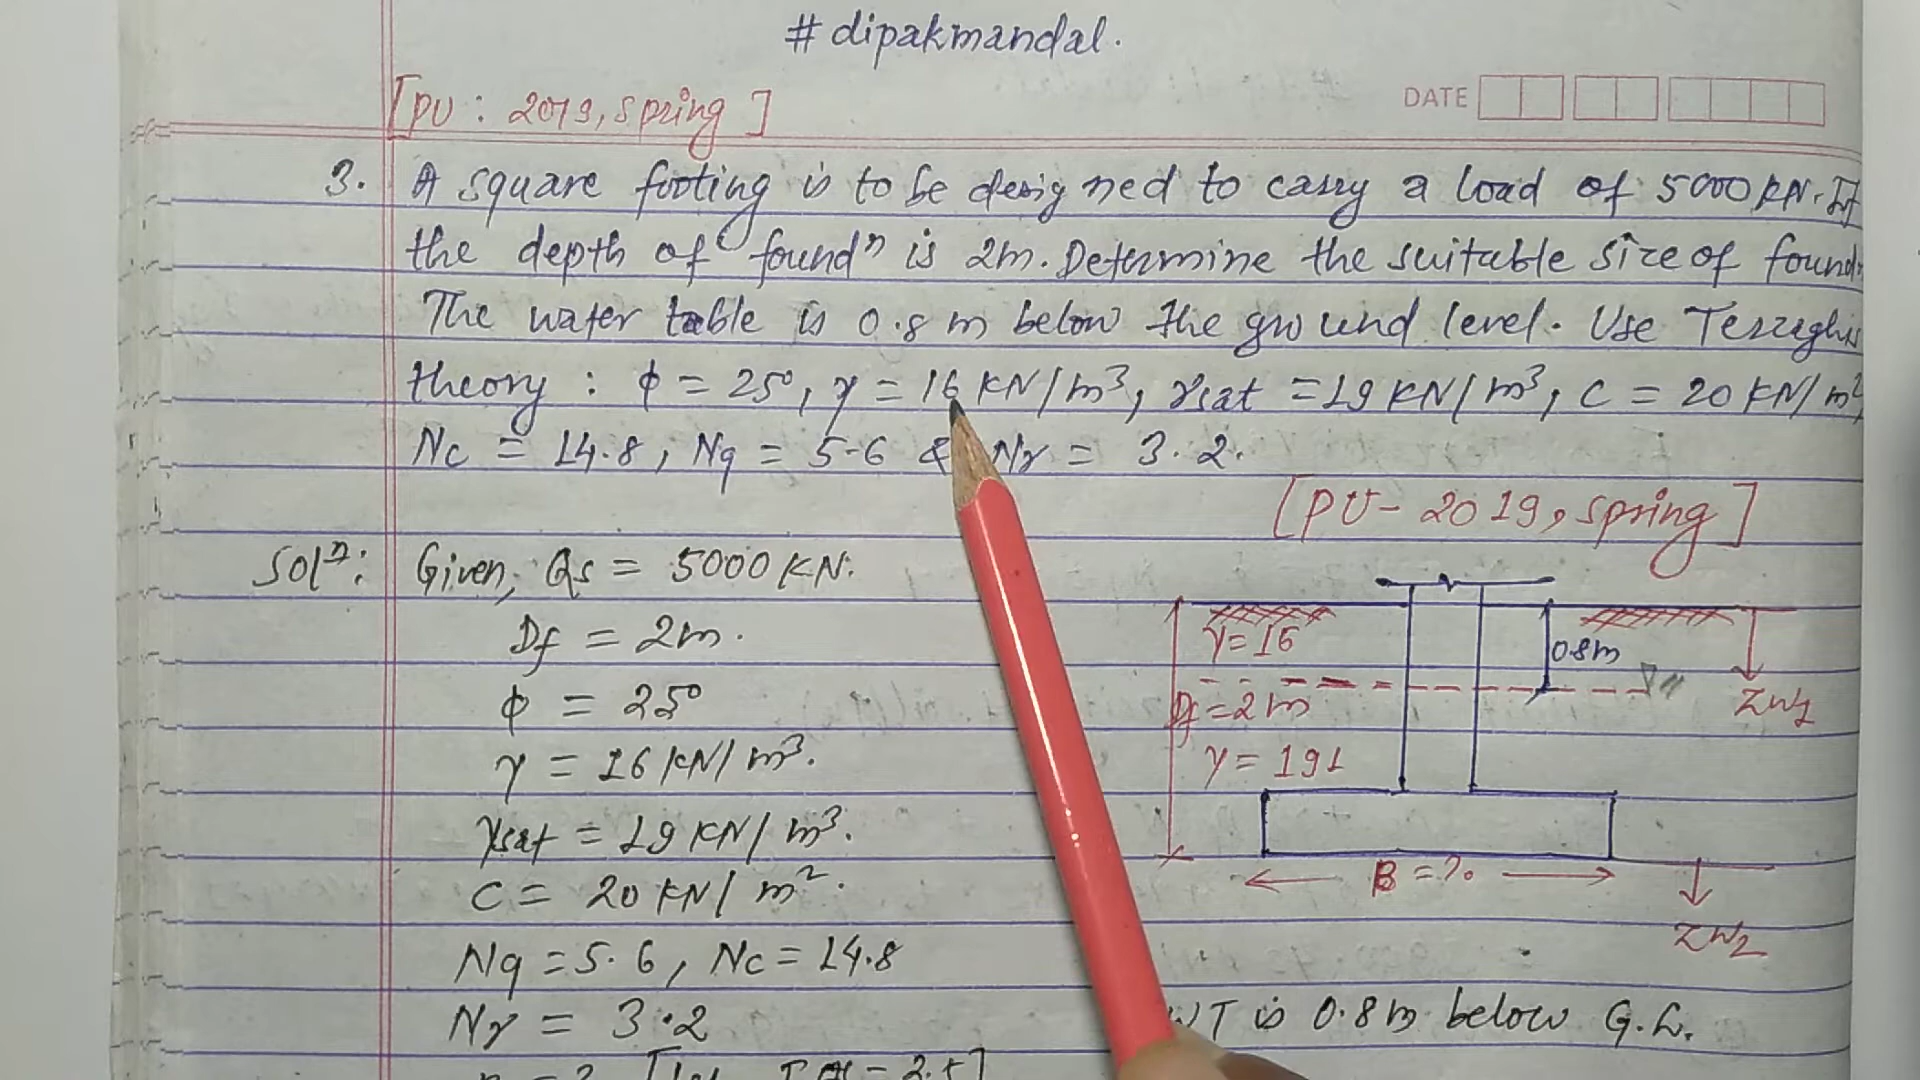 #dipakmandal.
[PU: 2019, spring]
DATE
3. A square footing is to be designed to carry a load of 5000 KN. If
the depth of foundⁿ is 2m. Determine the suitable size of found
The water table is 0.8 m below the ground level. Use Terzaghi's
theory: ϕ = 25°, γ = 16 KN/m³, γsat = 19 KN/m³, C = 20 KN/m²
Nc = 14.8, Nq = 5.6 & Nγ = 3.2.
[PU- 2019, spring]
Solⁿ: Given, Qs = 5000 KN.
Df = 2m.
ϕ = 25°
γ = 16 KN/m³.
γsat = 19 KN/m³.
C = 20 KN/m².
Nq = 5.6, Nc = 14.8
Nγ = 3.2
γ=16
0.8m
Zw1
Df=2m
γ=19
B=?
Zw2
WT is 0.8m below G.L.